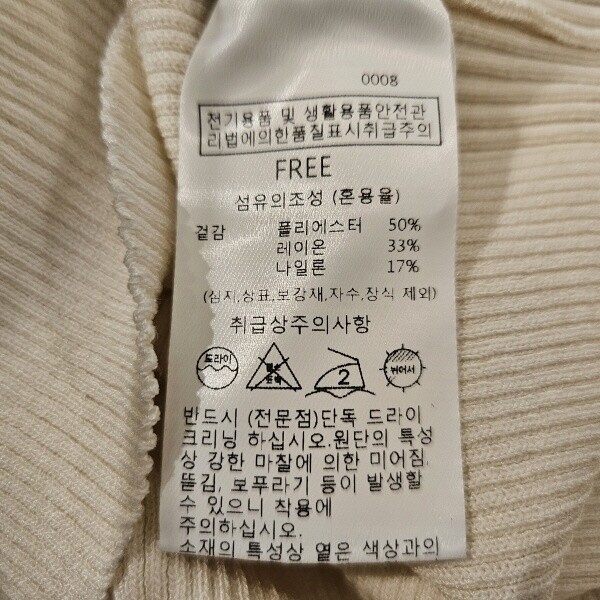 0008
전기용품 및 생활용품안전관
리법에의한품질표시취급주의
FREE
섬유의조성 (혼용율)
겉감 폴리에스터 50%
레이온 33%
나일론 17%
(심지,상표,보강재,자수,장식 제외)
취급상주의사항
드라이
2
뉘어서
반드시 (전문점)단독 드라이
크리닝 하십시오.원단의 특성
상 강한 마찰에 의한 미어짐,
뜯김, 보푸라기 등이 발생할
수 있으니 착용에
주의하십시오.
소재의 특성상 옅은 색상과의